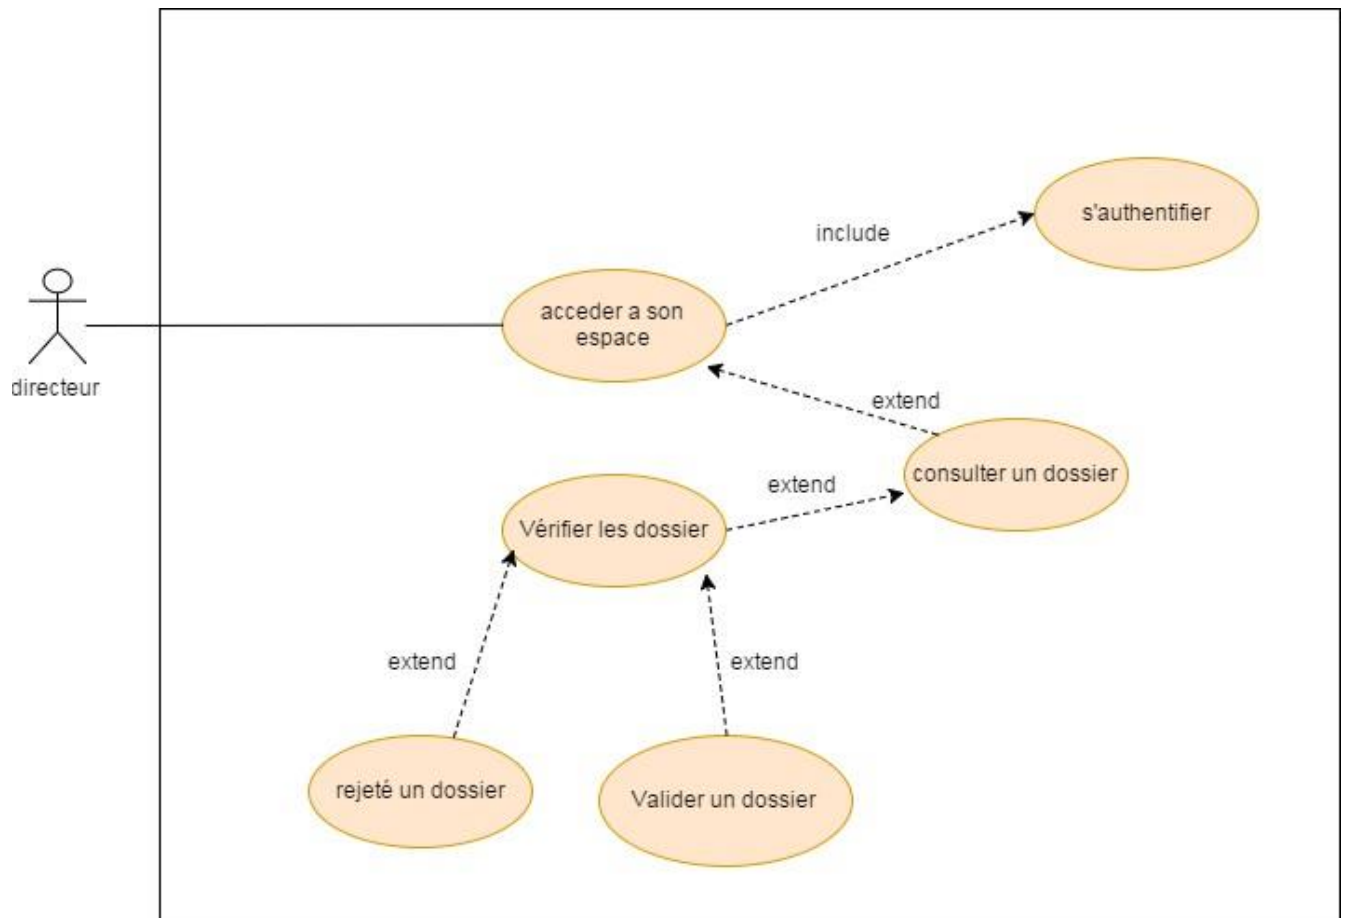 s'authentifier
include
acceder a son
espace
directeur
extend
consulter un dossier
extend
Vérifier les dossier
extend
extend
rejeté un dossier
Valider un dossier